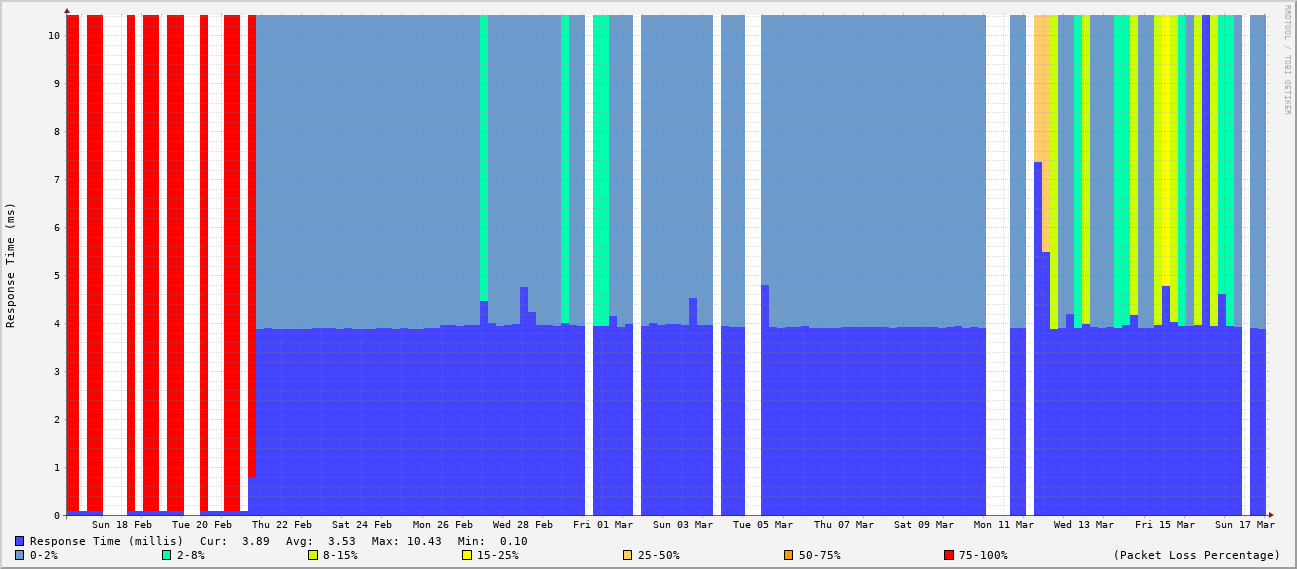 RRDTOOL / TOBI OETIKER
Response Time (ms)
10
9
8
7
6
5
4
3
2
1
0
Sun 18 Feb Tue 20 Feb Thu 22 Feb Sat 24 Feb Mon 26 Feb Wed 28 Feb Fri 01 Mar Sun 03 Mar Tue 05 Mar Thu 07 Mar Sat 09 Mar Mon 11 Mar Wed 13 Mar Fri 15 Mar Sun 17 Mar
Response Time (millis) Cur: 3.89 Avg: 3.53 Max: 10.43 Min: 0.10
0-2% 2-8% 8-15% 15-25% 25-50% 50-75% 75-100% (Packet Loss Percentage)